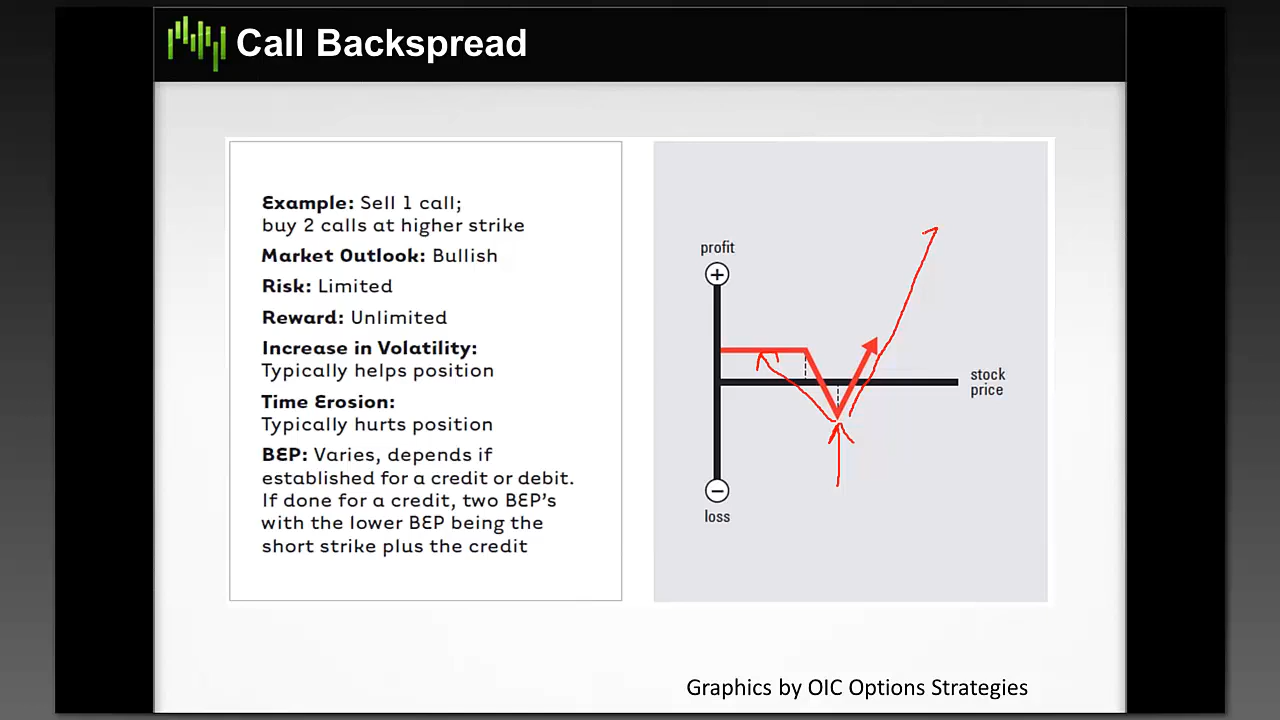 Call Backspread
Example: Sell 1 call;
buy 2 calls at higher strike
Market Outlook: Bullish
Risk: Limited
Reward: Unlimited
Increase in Volatility:
Typically helps position
Time Erosion:
Typically hurts position
BEP: Varies, depends if
established for a credit or debit.
If done for a credit, two BEP's
with the lower BEP being the
short strike plus the credit
profit
+
stock
price
−
loss
Graphics by OIC Options Strategies